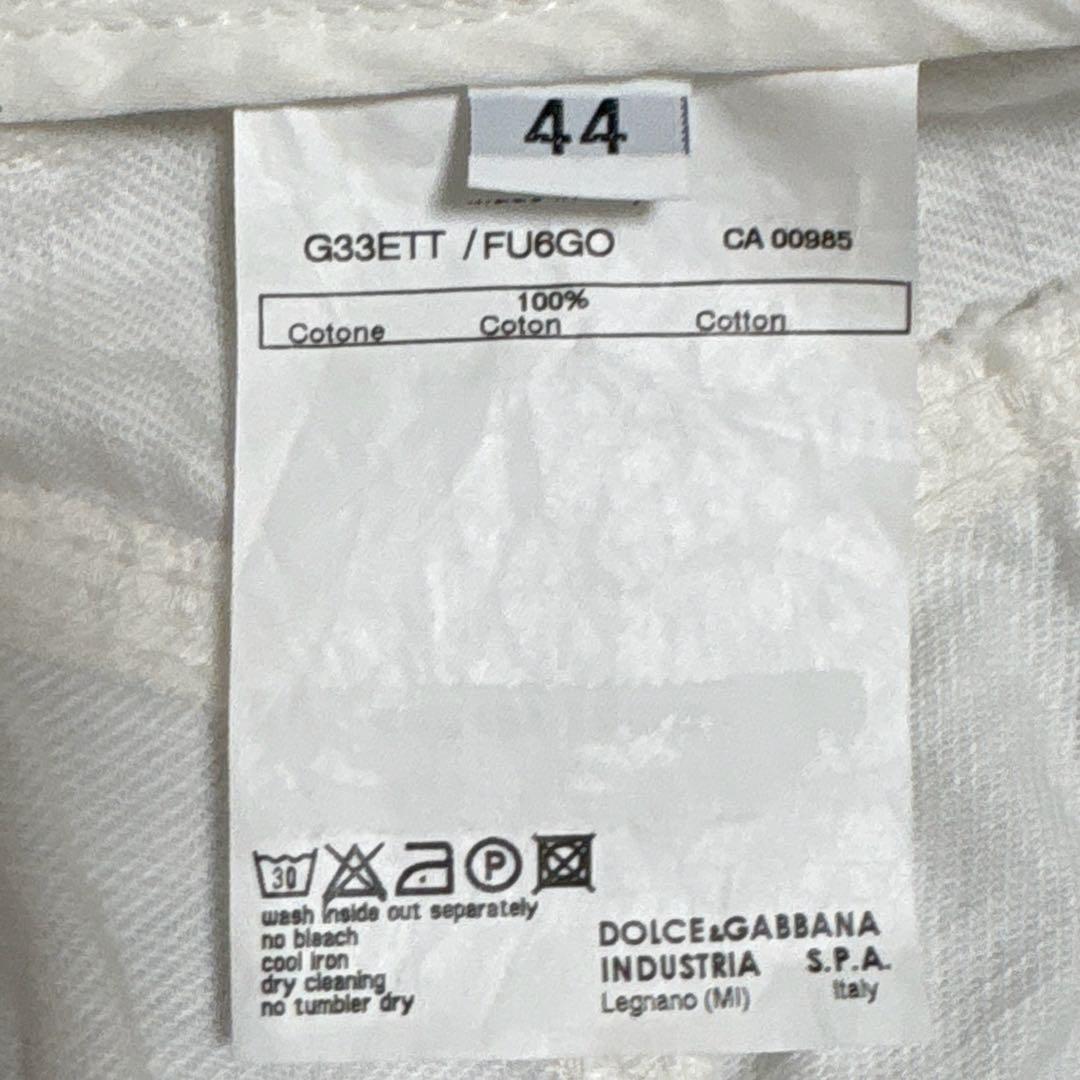 44
G33ETT /FU6GO CA 00985
100%
Cotone Coton Cotton
30 P
wash inside out separately
no bleach
cool iron
dry cleaning
no tumbler dry
DOLCE&GABBANA
INDUSTRIA S.P.A.
Legnano (MI) Italy